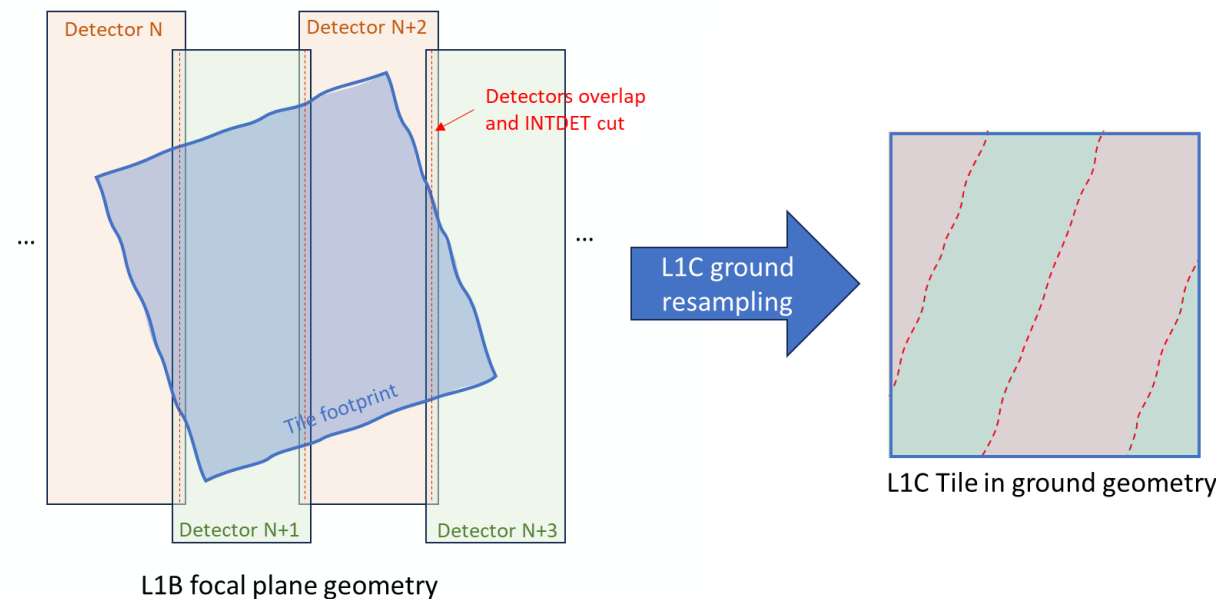 Detector N
Detector N+2
Detectors overlap
and INTDET cut
...
...
L1C ground
resampling
Tile footprint
L1C Tile in ground geometry
Detector N+1
Detector N+3
L1B focal plane geometry